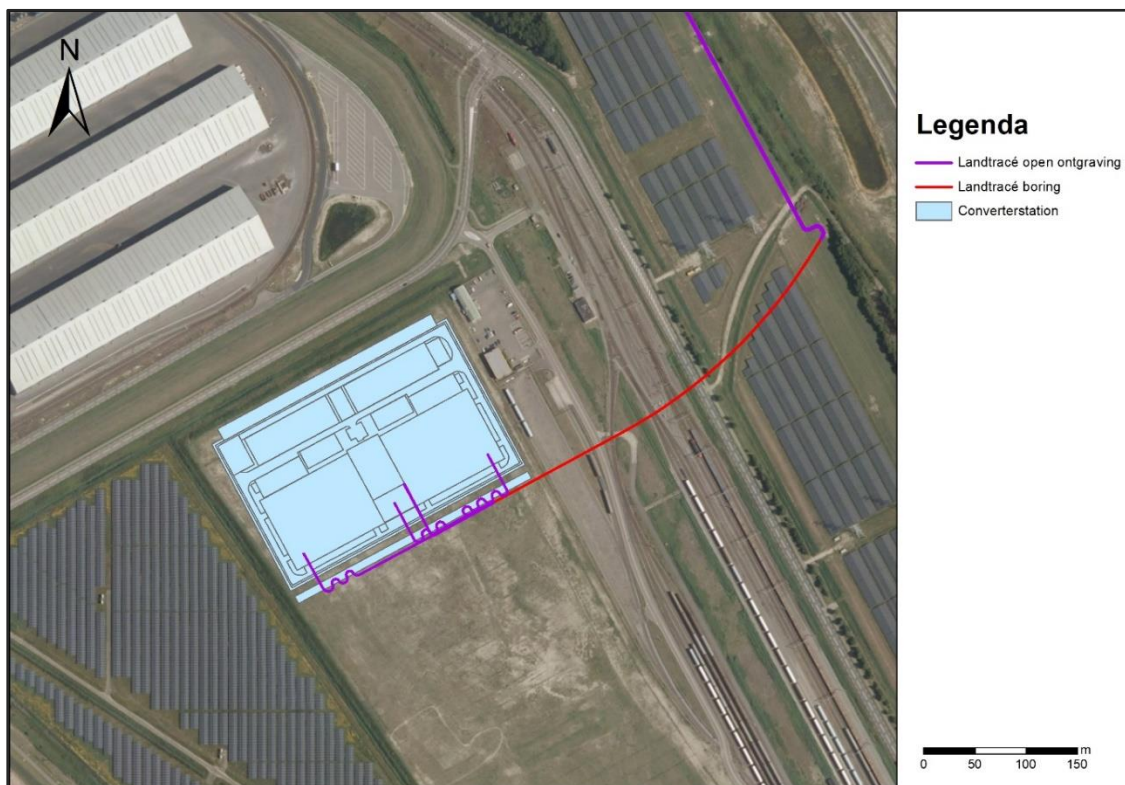 N
Legenda
Landtracé open ontgraving
Landtracé boring
Converterstation
m
0 50 100 150